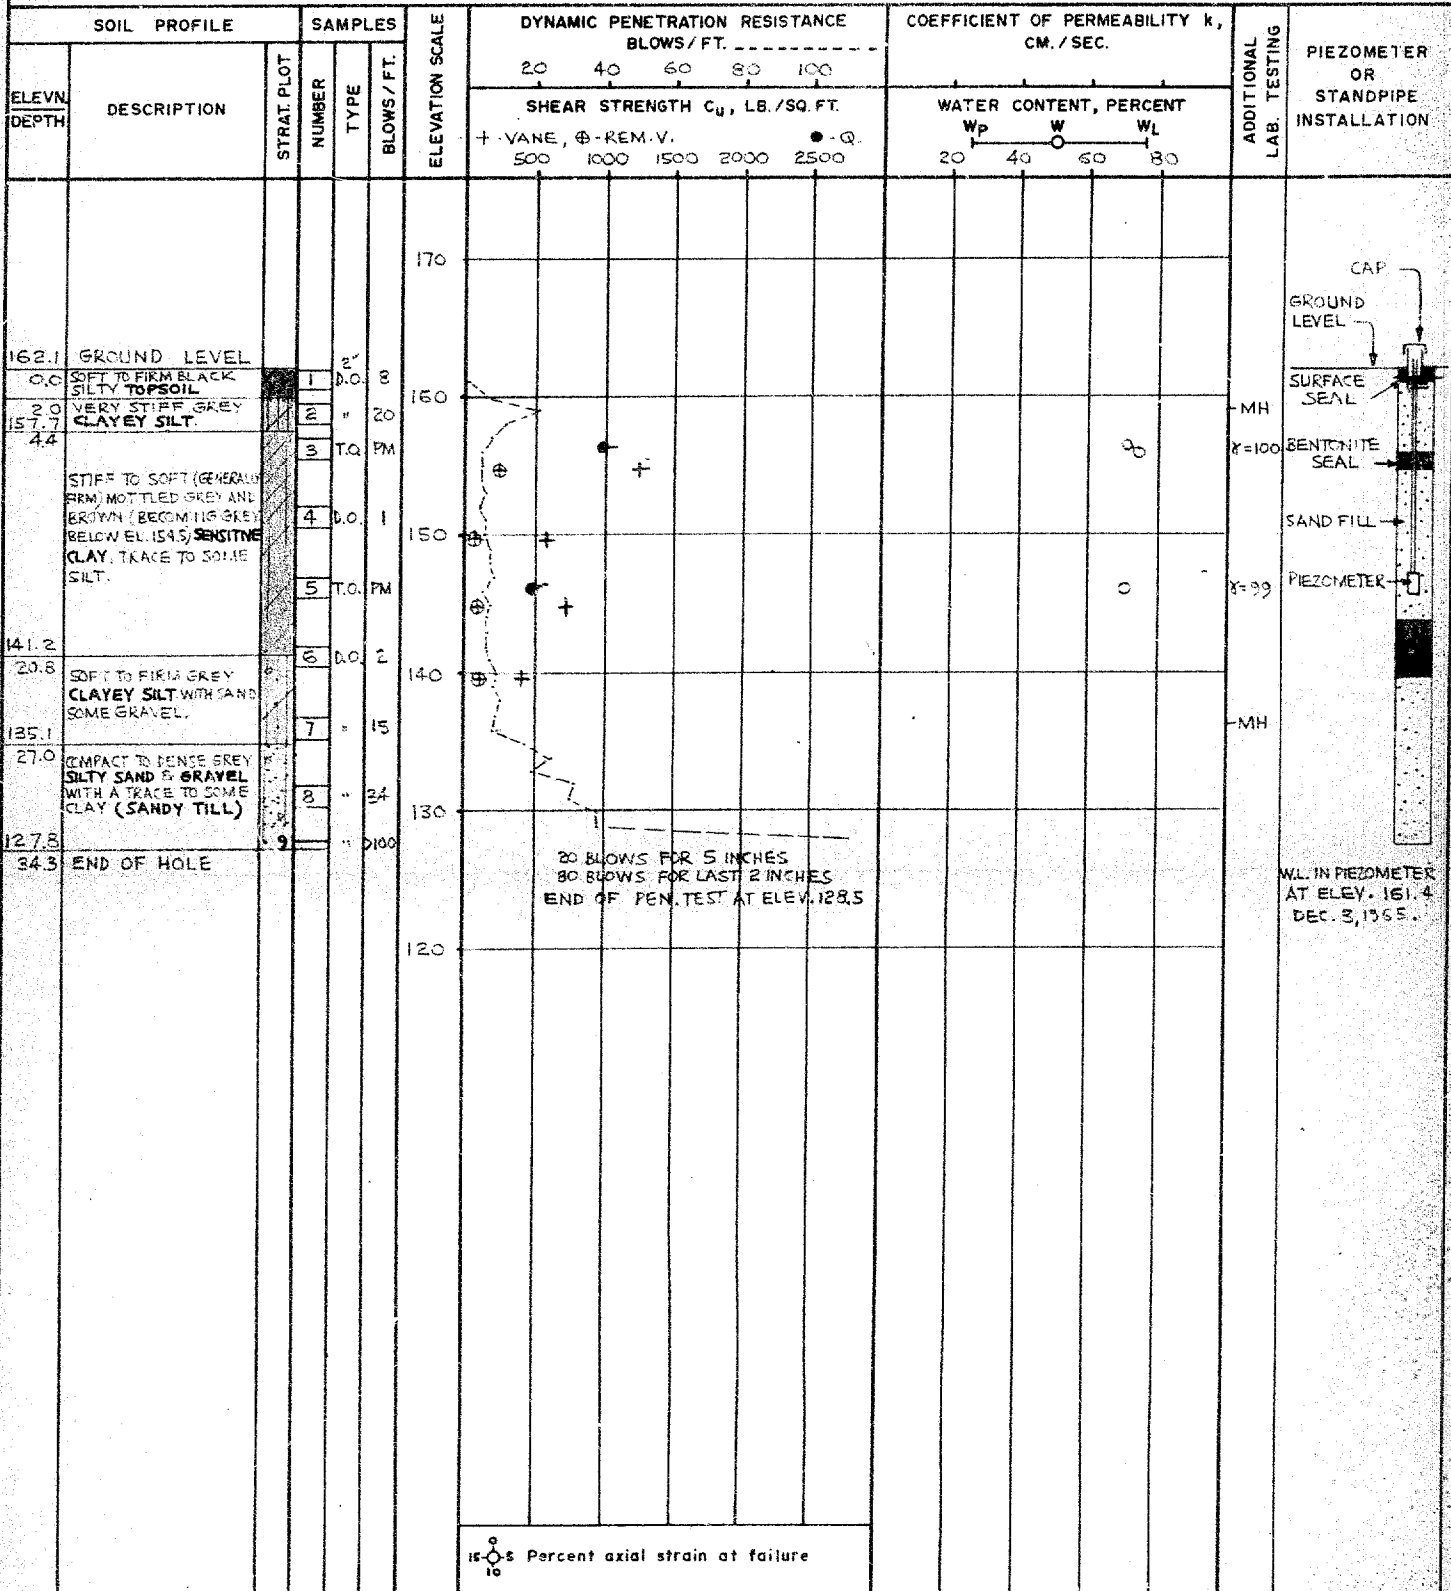 SOIL PROFILE
SAMPLES
ELEVATION SCALE
DYNAMIC PENETRATION RESISTANCE
BLOWS/FT. ------------
20 40 60 80 100
COEFFICIENT OF PERMEABILITY k,
CM./SEC.
ADDITIONAL
LAB. TESTING
PIEZOMETER
OR
STANDPIPE
INSTALLATION
ELEVN.
DEPTH
DESCRIPTION
STRAT. PLOT
NUMBER
TYPE
BLOWS/FT.
SHEAR STRENGTH Cu, LB./SQ.FT.
+ -VANE, ⊕-REM.V. ●-Q
500 1000 1500 2000 2500
WATER CONTENT, PERCENT
WP W WL
20 40 60 80
170
CAP
GROUND
LEVEL
162.1 GROUND LEVEL
0.0 SOFT TO FIRM BLACK
SILTY TOPSOIL
1 2" D.O. 8
160
SURFACE
SEAL
2.0 VERY STIFF GREY
157.7 CLAYEY SILT.
4.4
2 " 20
MH
3 T.O. PM
γ=100
BENTONITE
SEAL
STIFF TO SOFT (GENERALLY
FIRM) MOTTLED GREY AND
BROWN (BECOMING GREY
BELOW EL. 154.5) SENSITIVE
CLAY, TRACE TO SOME
SILT.
4 D.O. 1
150
SAND FILL
5 T.O. PM
γ=99
PIEZOMETER
141.2
20.8
6 D.O. 2
140
SOFT TO FIRM GREY
CLAYEY SILT WITH SAND
SOME GRAVEL.
7 " 15
MH
135.1
27.0 COMPACT TO DENSE GREY
SILTY SAND & GRAVEL
WITH A TRACE TO SOME
CLAY (SANDY TILL)
8 " 34
130
127.8
9 " >100
34.3 END OF HOLE
20 BLOWS FOR 5 INCHES
80 BLOWS FOR LAST 2 INCHES
END OF PEN. TEST AT ELEV. 128.5
W.L. IN PIEZOMETER
AT ELEV. 161.4
DEC. 3, 1965.
120
0
15 5 Percent axial strain at failure
10